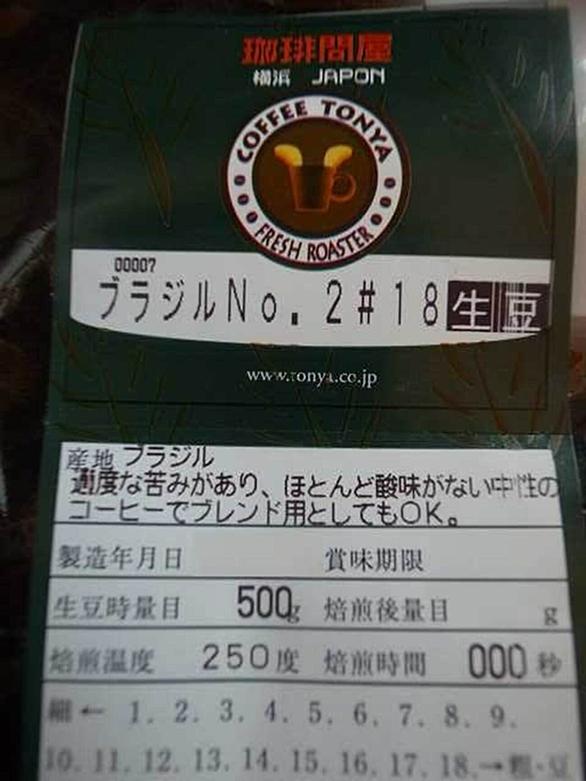 珈琲問屋
横浜 JAPON
COFFEE TONYA
FRESH ROASTER
00007
ブラジルNo.2#18生豆
www.tonya.co.jp
産地 ブラジル
適度な苦みがあり、ほとんど酸味がない中性の
コーヒーでブレンド用としてもOK。
製造年月日 賞味期限
生豆時量目 500g 焙煎後量目 g
焙煎温度 250度 焙煎時間 000秒
細← 1. 2. 3. 4. 5. 6. 7. 8. 9.
10. 11. 12. 13. 14. 15. 16. 17. 18.→粗・豆